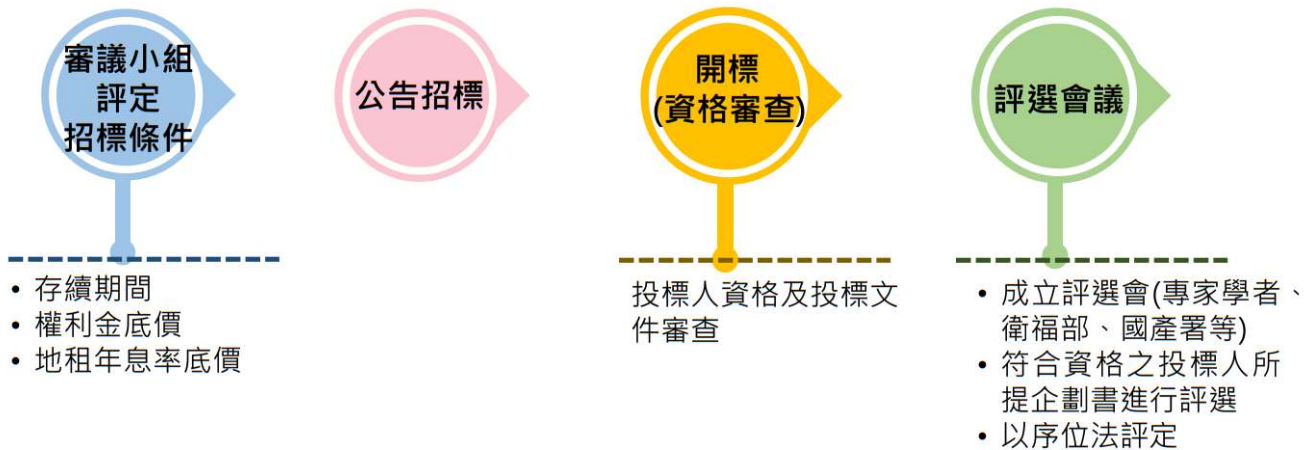 審議小組
評定
招標條件
公告招標
開標
(資格審查)
評選會議
• 存續期間
• 權利金底價
• 地租年息率底價
投標人資格及投標文
件審查
• 成立評選會(專家學者、
衛福部、國產署等)
• 符合資格之投標人所
提企劃書進行評選
• 以序位法評定